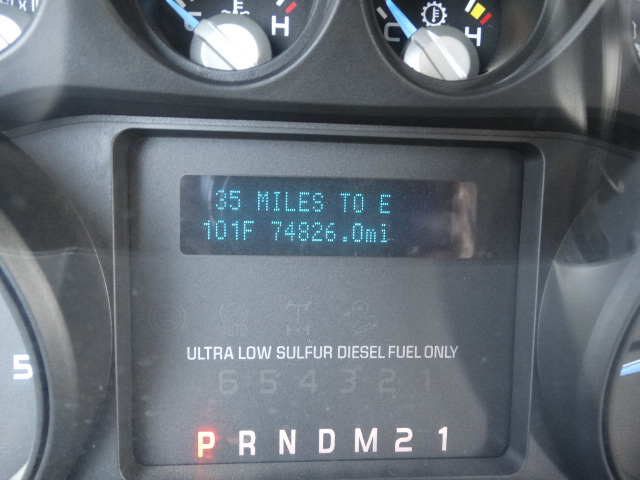 H
C
H
35 MILES TO E
101F 74826.0mi
ULTRA LOW SULFUR DIESEL FUEL ONLY
6 5 4 3 2 1
5
P R N D M 2 1